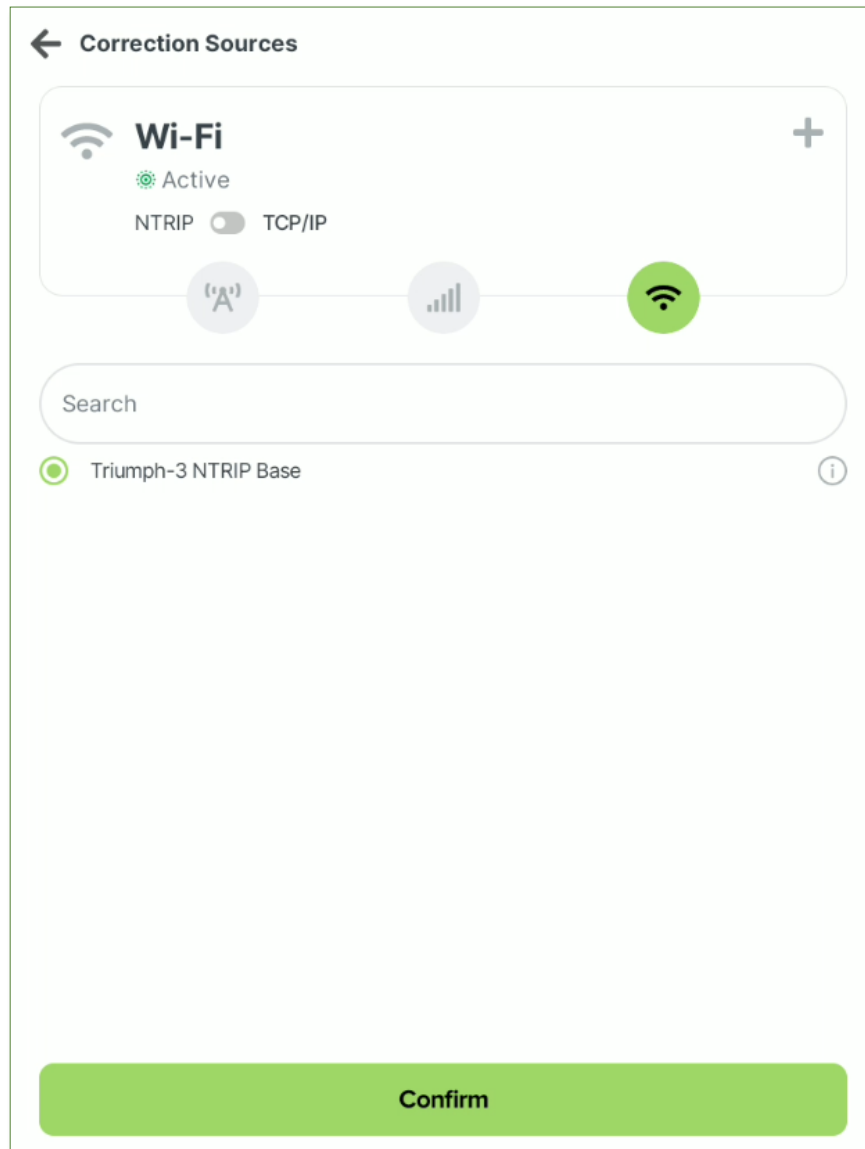 Correction Sources
Wi-Fi
Active
NTRIP TCP/IP
Search
Triumph-3 NTRIP Base
Confirm